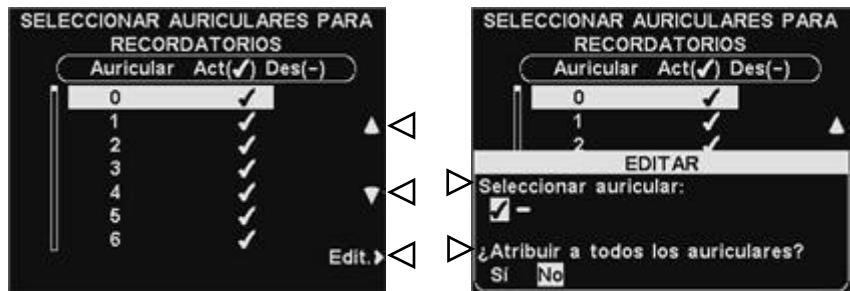 SELECCIONAR AURICULARES PARA
RECORDATORIOS
Auricular Act(✓) Des(–)
0 ✓
1 ✓
2 ✓
3 ✓
4 ✓
5 ✓
6 ✓
Edit.
SELECCIONAR AURICULARES PARA
RECORDATORIOS
Auricular Act(✓) Des(–)
0 ✓
1 ✓
2 ✓
EDITAR
Seleccionar auricular:
✓ –
¿Atribuir a todos los auriculares?
Sí No